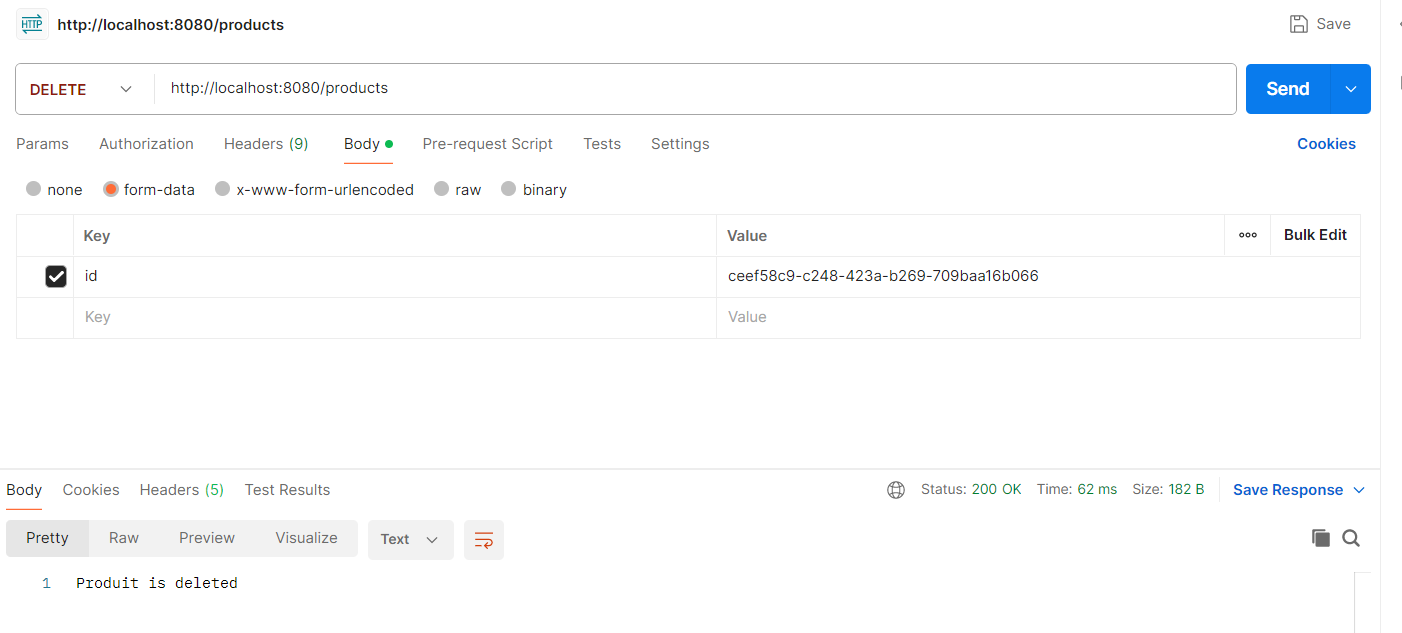 HTTP http://localhost:8080/products Save
DELETE http://localhost:8080/products Send
Params Authorization Headers (9) Body Pre-request Script Tests Settings Cookies
none form-data x-www-form-urlencoded raw binary
Key Value ooo Bulk Edit
id ceef58c9-c248-423a-b269-709baa16b066
Key Value
Body Cookies Headers (5) Test Results Status: 200 OK Time: 62 ms Size: 182 B Save Response
Pretty Raw Preview Visualize Text
1 Produit is deleted